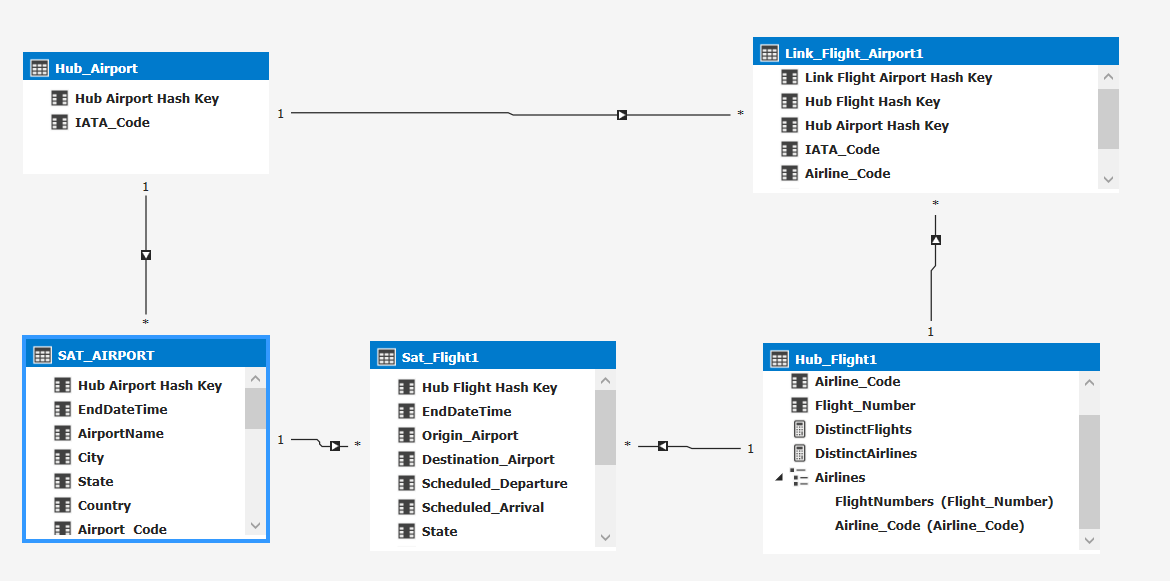 Hub_Airport
Hub Airport Hash Key
IATA_Code
1
*
Link_Flight_Airport1
Link Flight Airport Hash Key
Hub Flight Hash Key
Hub Airport Hash Key
IATA_Code
Airline_Code
1
*
*
1
SAT_AIRPORT
Hub Airport Hash Key
EndDateTime
AirportName
City
State
Country
Airport_Code
1
*
Sat_Flight1
Hub Flight Hash Key
EndDateTime
Origin_Airport
Destination_Airport
Scheduled_Departure
Scheduled_Arrival
State
*
1
Hub_Flight1
Airline_Code
Flight_Number
DistinctFlights
DistinctAirlines
Airlines
FlightNumbers (Flight_Number)
Airline_Code (Airline_Code)